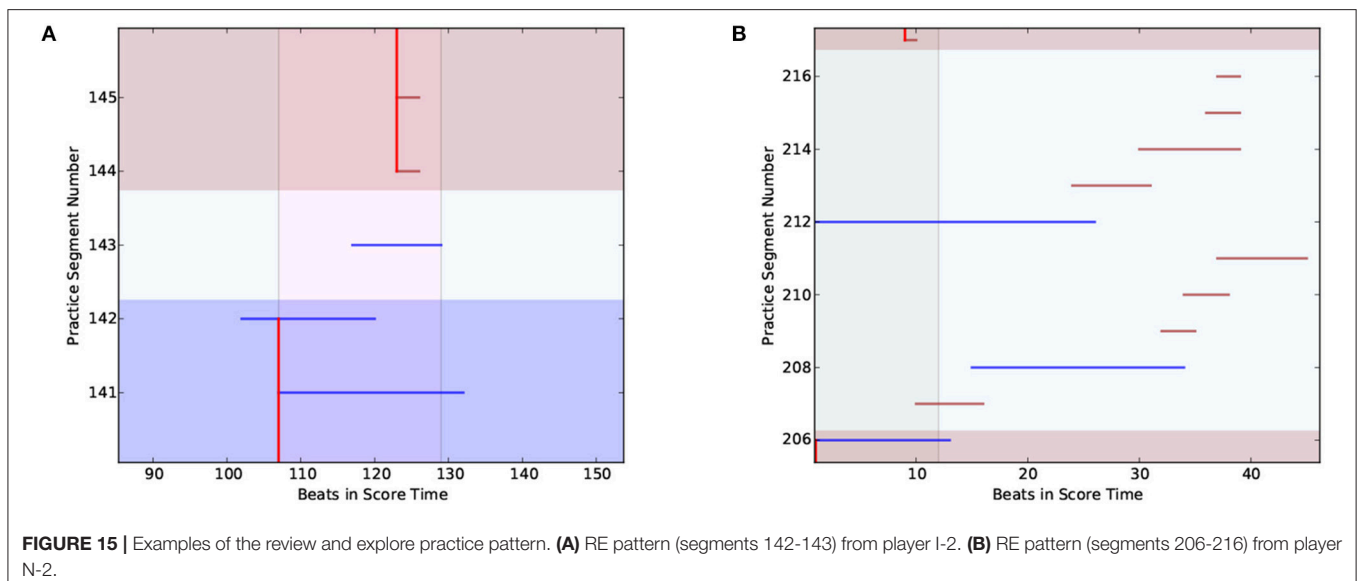 A
145
144
143
142
141
Practice Segment Number
90 100 110 120 130 140 150
Beats in Score Time
B
216
214
212
210
208
206
Practice Segment Number
10 20 30 40
Beats in Score Time
FIGURE 15 | Examples of the review and explore practice pattern. (A) RE pattern (segments 142-143) from player I-2. (B) RE pattern (segments 206-216) from player
N-2.